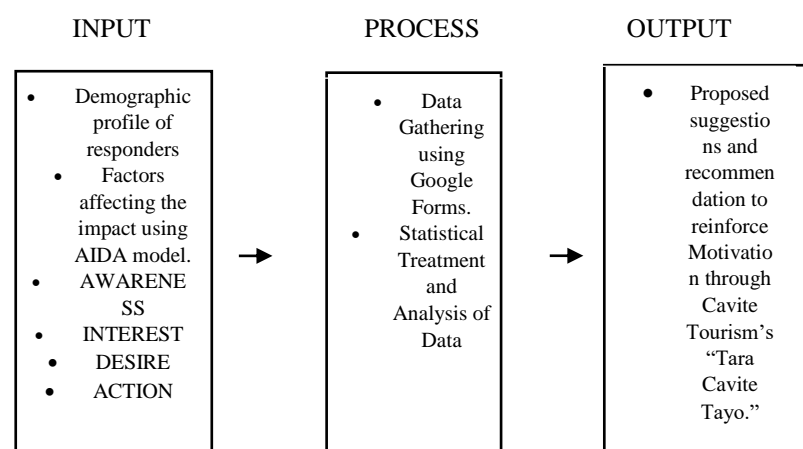 INPUT
PROCESS
OUTPUT
• Demographic
profile of
responders
• Factors
affecting the
impact using
AIDA model.
• AWARENE
SS
• INTEREST
• DESIRE
• ACTION
• Data
Gathering
using
Google
Forms.
• Statistical
Treatment
and
Analysis of
Data
• Proposed
suggestio
ns and
recommen
dation to
reinforce
Motivatio
n through
Cavite
Tourism’s
“Tara
Cavite
Tayo.”